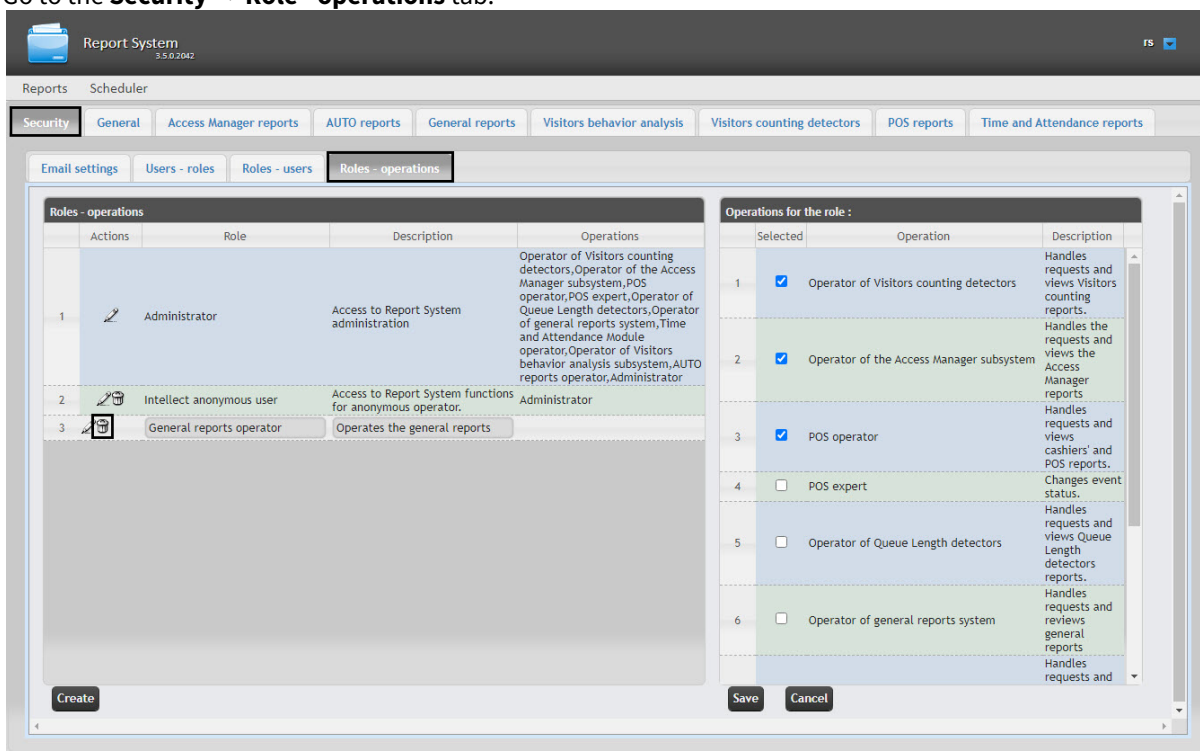 Go to the Security → Role - operations tab.
Report System
3.5.0.2042
rs
Reports Scheduler
Security General Access Manager reports AUTO reports General reports Visitors behavior analysis Visitors counting detectors POS reports Time and Attendance reports
Email settings Users - roles Roles - users Roles - operations
Roles - operations
Actions Role Description Operations
1 Administrator
Access to Report System
administration
Operator of Visitors counting
detectors,Operator of the Access
Manager subsystem,POS
operator,POS expert,Operator of
Queue Length detectors,Operator
of general reports system,Time
and Attendance Module
operator,Operator of Visitors
behavior analysis subsystem,AUTO
reports operator,Administrator
2 Intellect anonymous user
Access to Report System functions
for anonymous operator.
Administrator
3 General reports operator Operates the general reports
Create
Operations for the role :
Selected Operation Description
1 Operator of Visitors counting detectors
Handles
requests and
views Visitors
counting
reports.
2 Operator of the Access Manager subsystem
Handles the
requests and
views the
Access
Manager
reports
3 POS operator
Handles
requests and
views
cashiers' and
POS reports.
4 POS expert
Changes event
status.
5 Operator of Queue Length detectors
Handles
requests and
views Queue
Length
detectors
reports.
6 Operator of general reports system
Handles
requests and
reviews
general
reports
Handles
requests and
Save Cancel